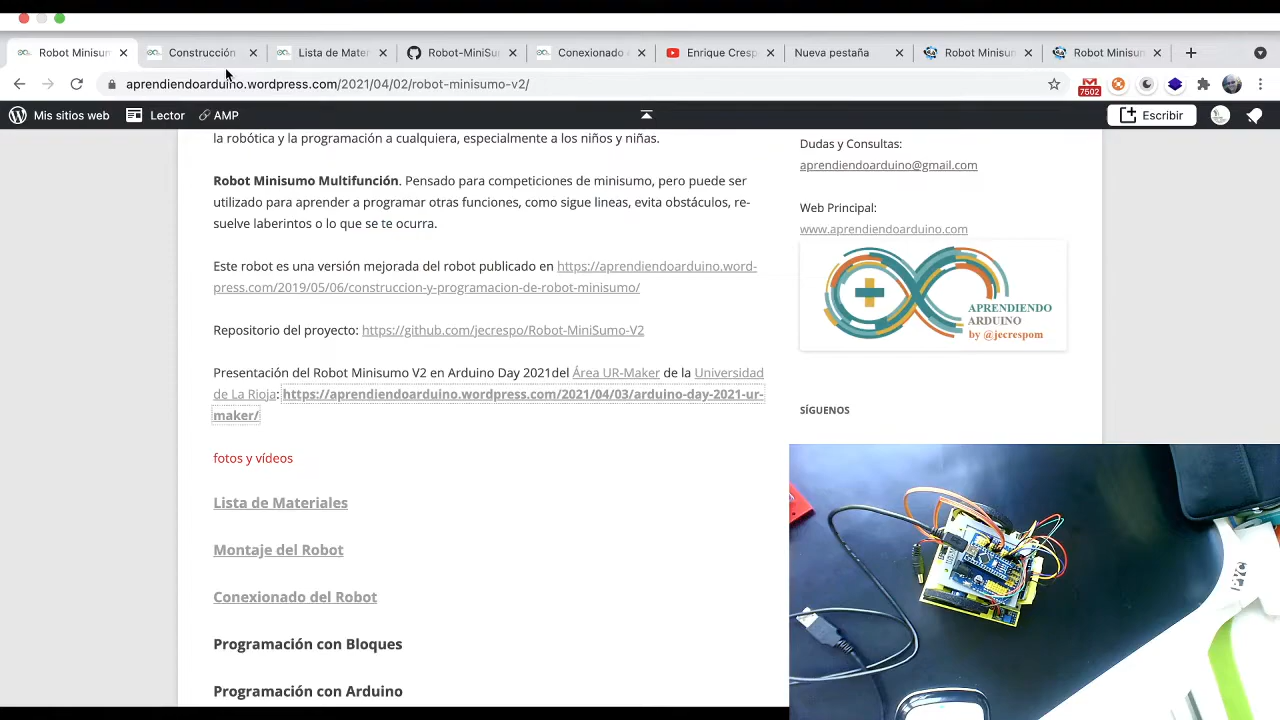 Robot Minisum
Construcción
Lista de Mater
Robot-MiniSu
Conexionado
Enrique Cresp
Nueva pestaña
Robot Minisun
Robot Minisun
aprendiendoarduino.wordpress.com/2021/04/02/robot-minisumo-v2/
7502
Mis sitios web
Lector
AMP
Escribir
la robótica y la programación a cualquiera, especialmente a los niños y niñas.
Robot Minisumo Multifunción. Pensado para competiciones de minisumo, pero puede ser
utilizado para aprender a programar otras funciones, como sigue lineas, evita obstáculos, re-
suelve laberintos o lo que se te ocurra.
Este robot es una versión mejorada del robot publicado en https://aprendiendoarduino.word-
press.com/2019/05/06/construccion-y-programacion-de-robot-minisumo/
Repositorio del proyecto: https://github.com/jecrespo/Robot-MiniSumo-V2
Presentación del Robot Minisumo V2 en Arduino Day 2021del Área UR-Maker de la Universidad
de La Rioja: https://aprendiendoarduino.wordpress.com/2021/04/03/arduino-day-2021-ur-
maker/
fotos y vídeos
Lista de Materiales
Montaje del Robot
Conexionado del Robot
Programación con Bloques
Programación con Arduino
Dudas y Consultas:
aprendiendoarduino@gmail.com
Web Principal:
www.aprendiendoarduino.com
APRENDIENDO
ARDUINO
by @jecrespom
SÍGUENOS